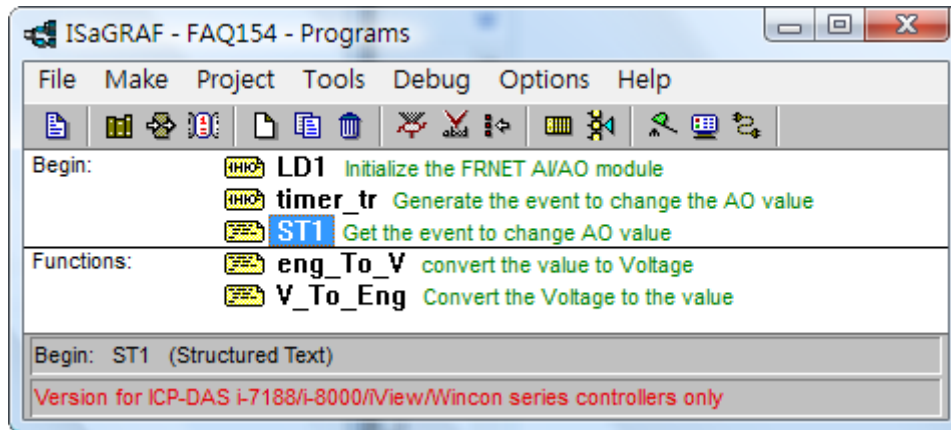 ISaGRAF - FAQ154 - Programs
File Make Project Tools Debug Options Help
Begin: LD1 Initialize the FRNET AI/AO module
timer_tr Generate the event to change the AO value
ST1 Get the event to change AO value
Functions: eng_To_V convert the value to Voltage
V_To_Eng Convert the Voltage to the value
Begin: ST1 (Structured Text)
Version for ICP-DAS i-7188/i-8000/iView/Wincon series controllers only